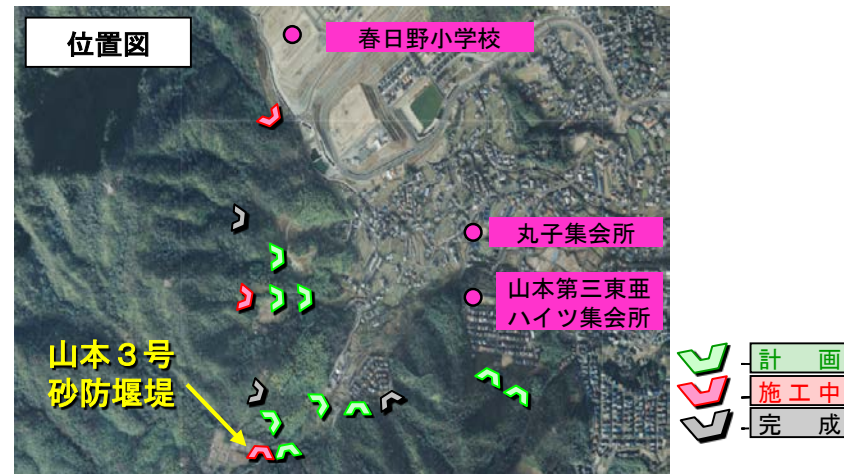 位置図
春日野小学校
丸子集会所
山本第三東亜
ハイツ集会所
山本３号
砂防堰堤
計　画
施工中
完　成